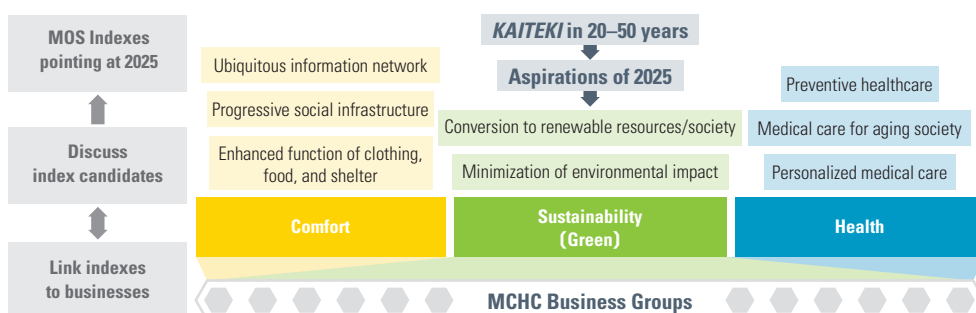 MOS Indexes
pointing at 2025
Discuss
index candidates
Link indexes
to businesses
KAITEKI in 20–50 years
Aspirations of 2025
Ubiquitous information network
Progressive social infrastructure
Enhanced function of clothing,
food, and shelter
Comfort
Conversion to renewable resources/society
Minimization of environmental impact
Sustainability
(Green)
Preventive healthcare
Medical care for aging society
Personalized medical care
Health
MCHC Business Groups